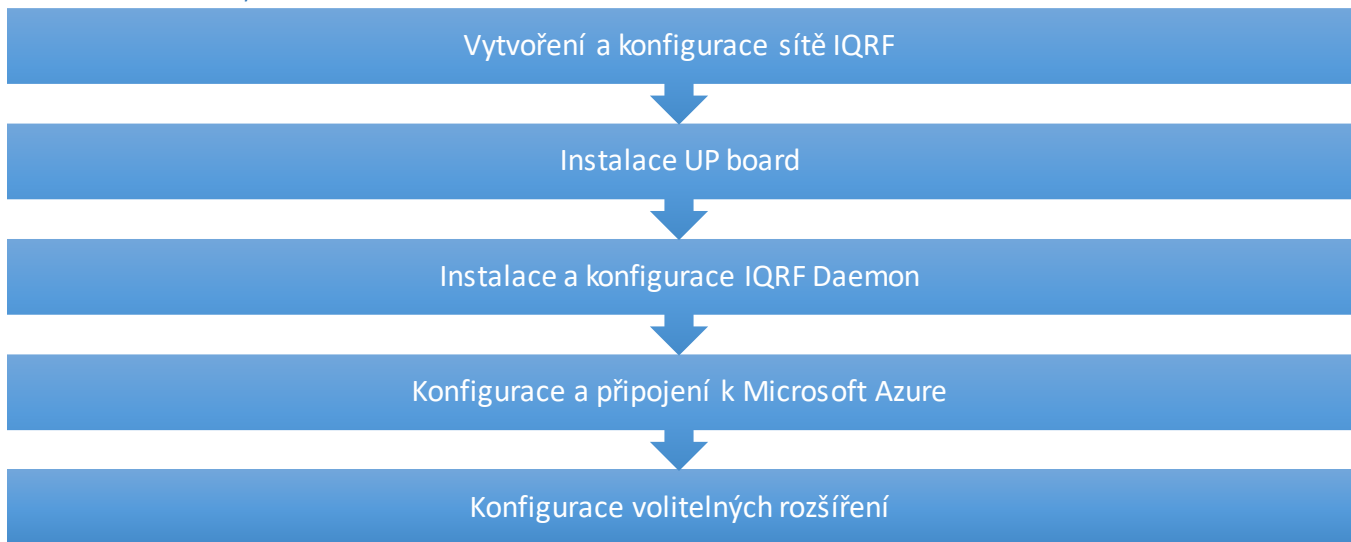 Vytvoření a konfigurace sítě IQRF
Instalace UP board
Instalace a konfigurace IQRF Daemon
Konfigurace a připojení k Microsoft Azure
Konfigurace volitelných rozšíření